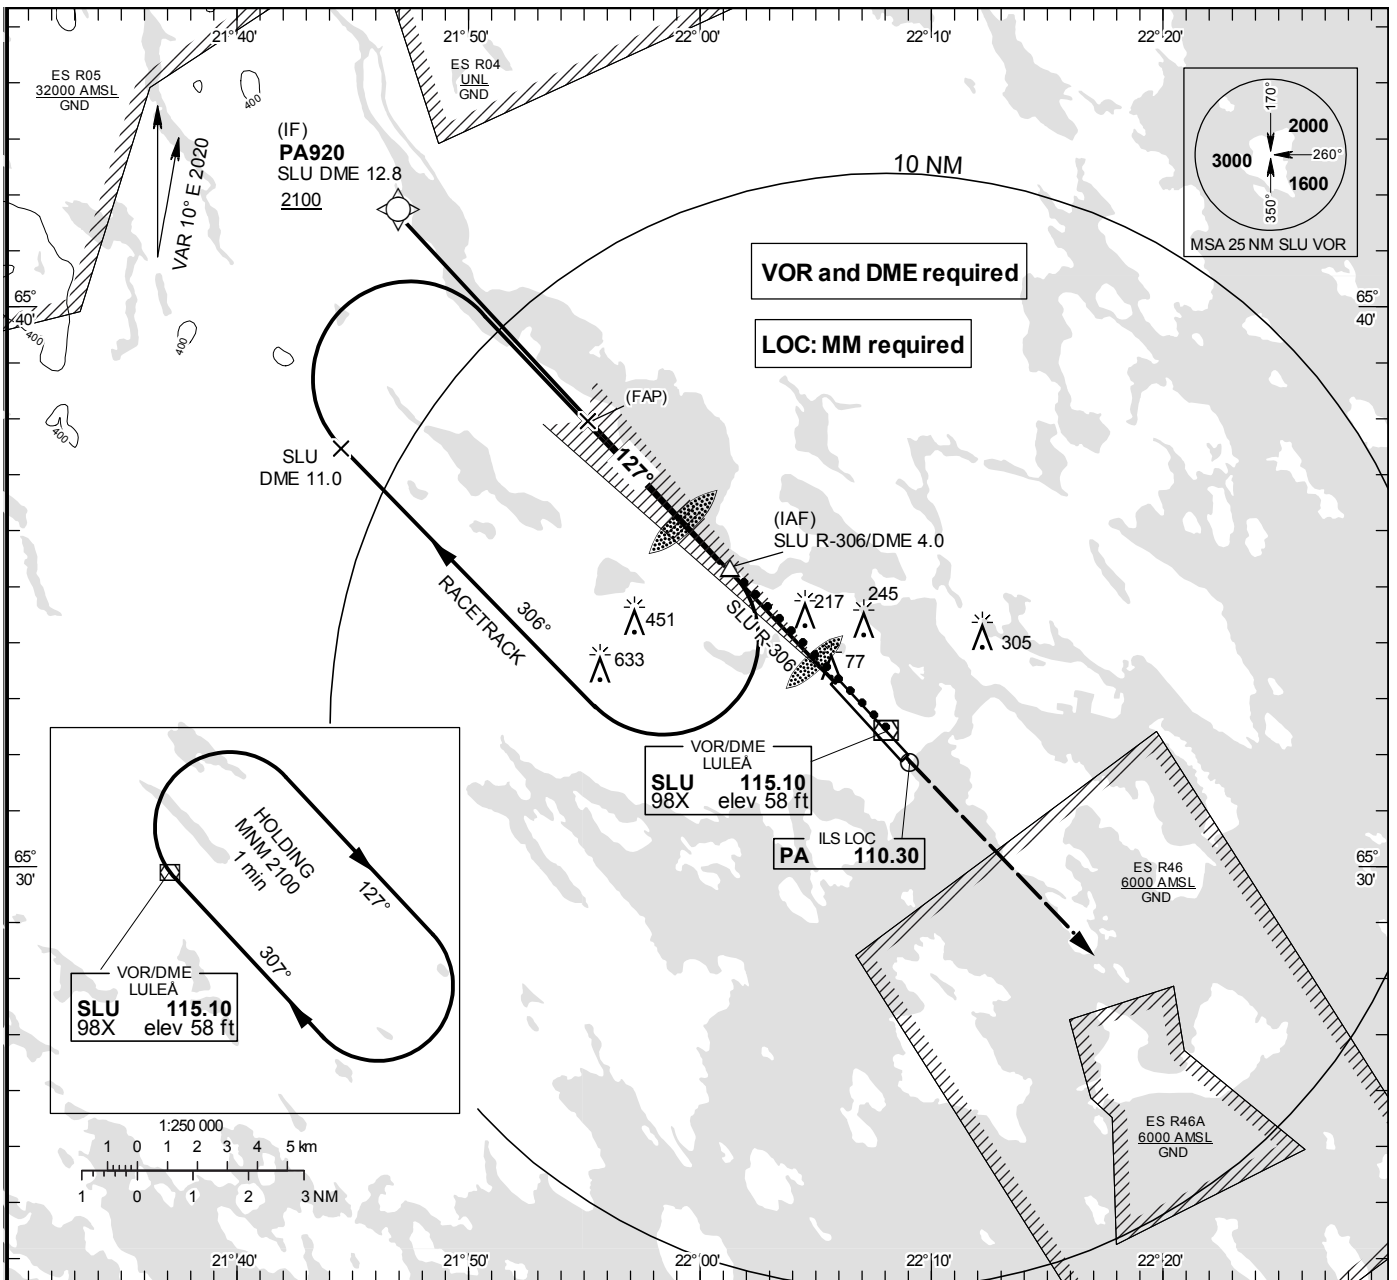 21°40'
21°50'
22°00'
22°10'
22°20'
ES R05
32000 AMSL
GND
ES R04
UNL
GND
400
VAR 10° E 2020
(IF)
PA920
SLU DME 12.8
2100
10 NM
170°
2000
3000
260°
1600
350°
MSA 25 NM SLU VOR
VOR and DME required
LOC: MM required
65°
40'
65°
40'
400
400
400
(FAP)
127°
SLU
DME 11.0
(IAF)
SLU R-306/DME 4.0
RACETRACK
306°
SLU R-306
451
633
217
245
305
77
VOR/DME
LULEÅ
SLU 115.10
98X elev 58 ft
ILS LOC
PA 110.30
HOLDING
MNM 2100
1 min
127°
307°
VOR/DME
LULEÅ
SLU 115.10
98X elev 58 ft
65°
30'
65°
30'
ES R46
6000 AMSL
GND
ES R46A
6000 AMSL
GND
1:250 000
1 0 1 2 3 4 5 km
1 0 1 2 3 NM
21°40'
21°50'
22°00'
22°10'
22°20'